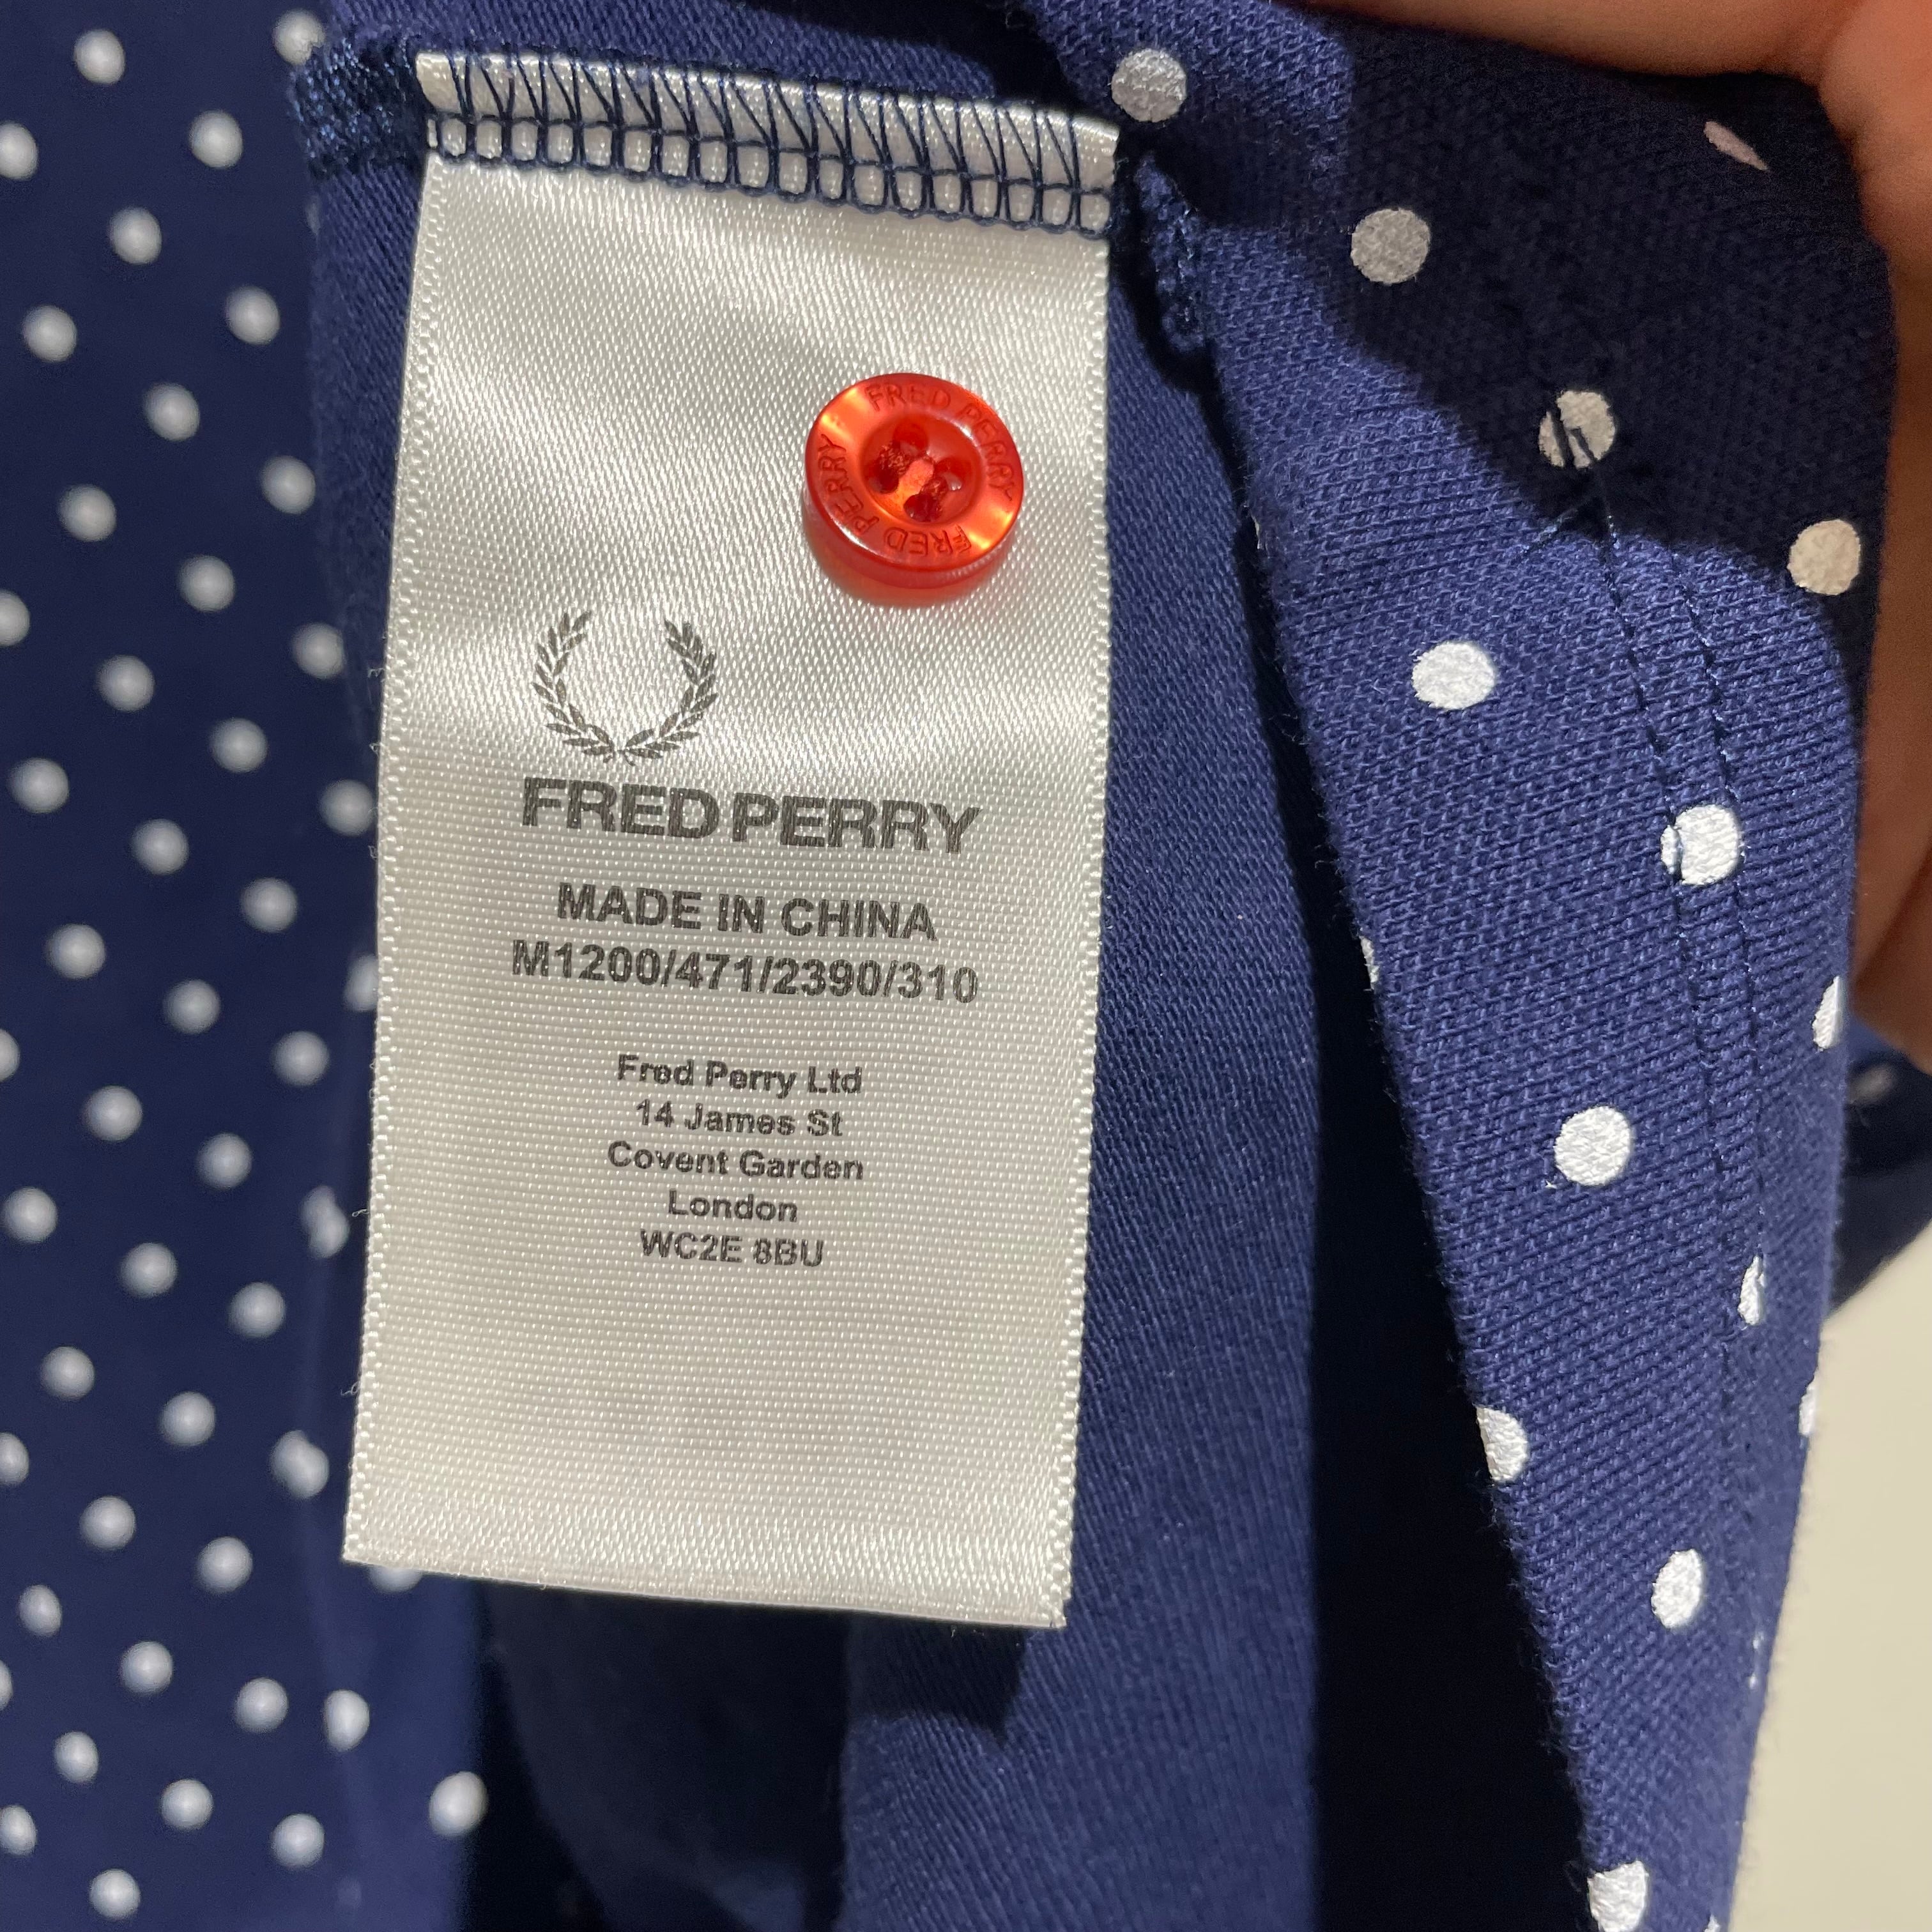 FRED PERRY
FRED PERRY
FRED PERRY
MADE IN CHINA
M1200/471/2390/310
Fred Perry Ltd
14 James St
Covent Garden
London
WC2E 8BU